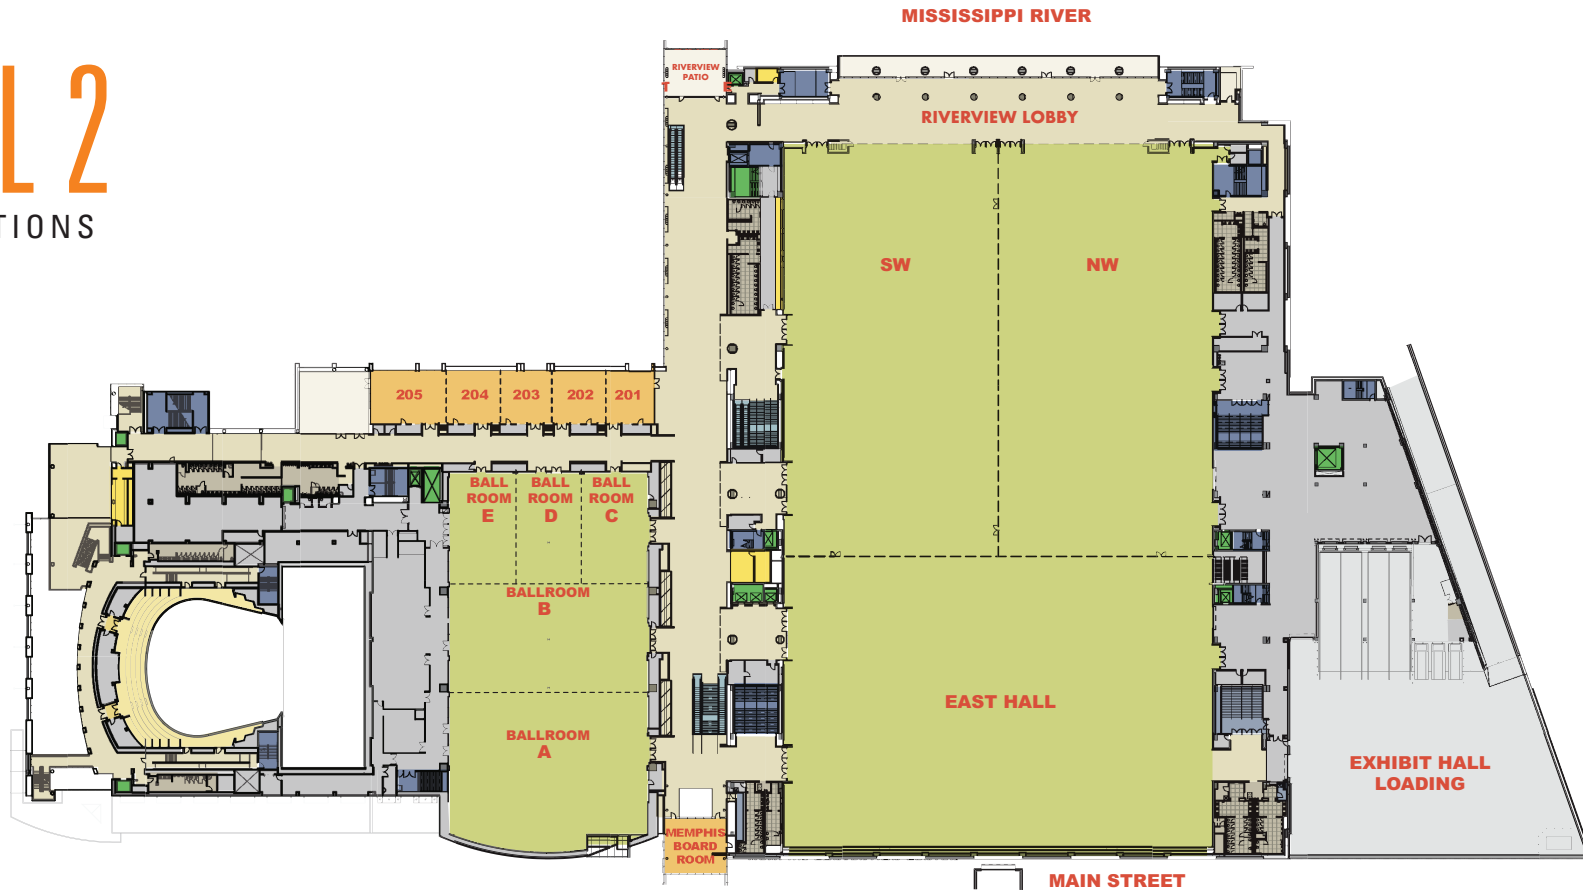 MISSISSIPPI RIVER
L 2
TIONS
RIVERVIEW
PATIO
RIVERVIEW LOBBY
SW
NW
205
204
203
202
201
BALL
ROOM
E
BALL
ROOM
D
BALL
ROOM
C
BALLROOM
B
BALLROOM
A
EAST HALL
EXHIBIT HALL
LOADING
MEMPHIS
BOARD
ROOM
MAIN STREET